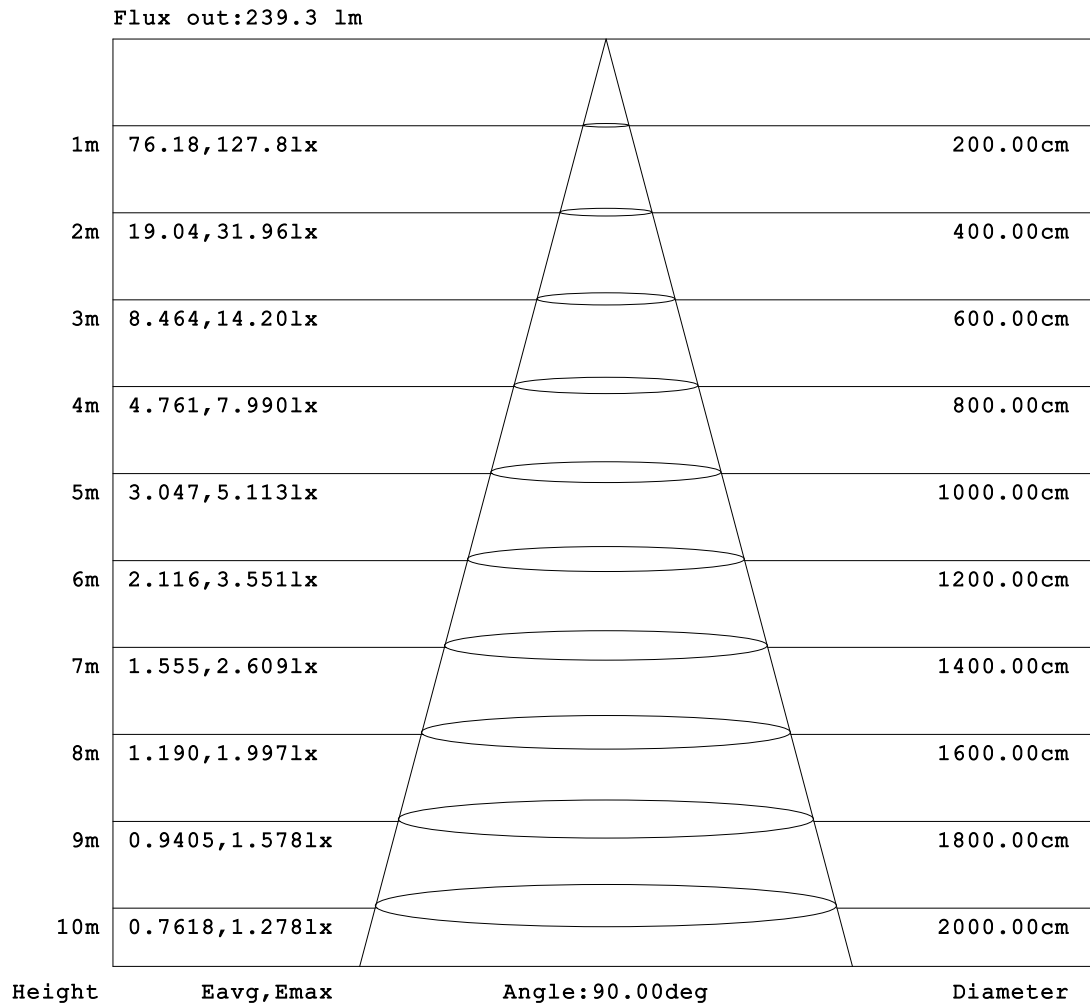 Flux out:239.3 lm
1m 76.18,127.8lx 200.00cm
2m 19.04,31.96lx 400.00cm
3m 8.464,14.20lx 600.00cm
4m 4.761,7.990lx 800.00cm
5m 3.047,5.113lx 1000.00cm
6m 2.116,3.551lx 1200.00cm
7m 1.555,2.609lx 1400.00cm
8m 1.190,1.997lx 1600.00cm
9m 0.9405,1.578lx 1800.00cm
10m 0.7618,1.278lx 2000.00cm
Height Eavg,Emax Angle:90.00deg Diameter